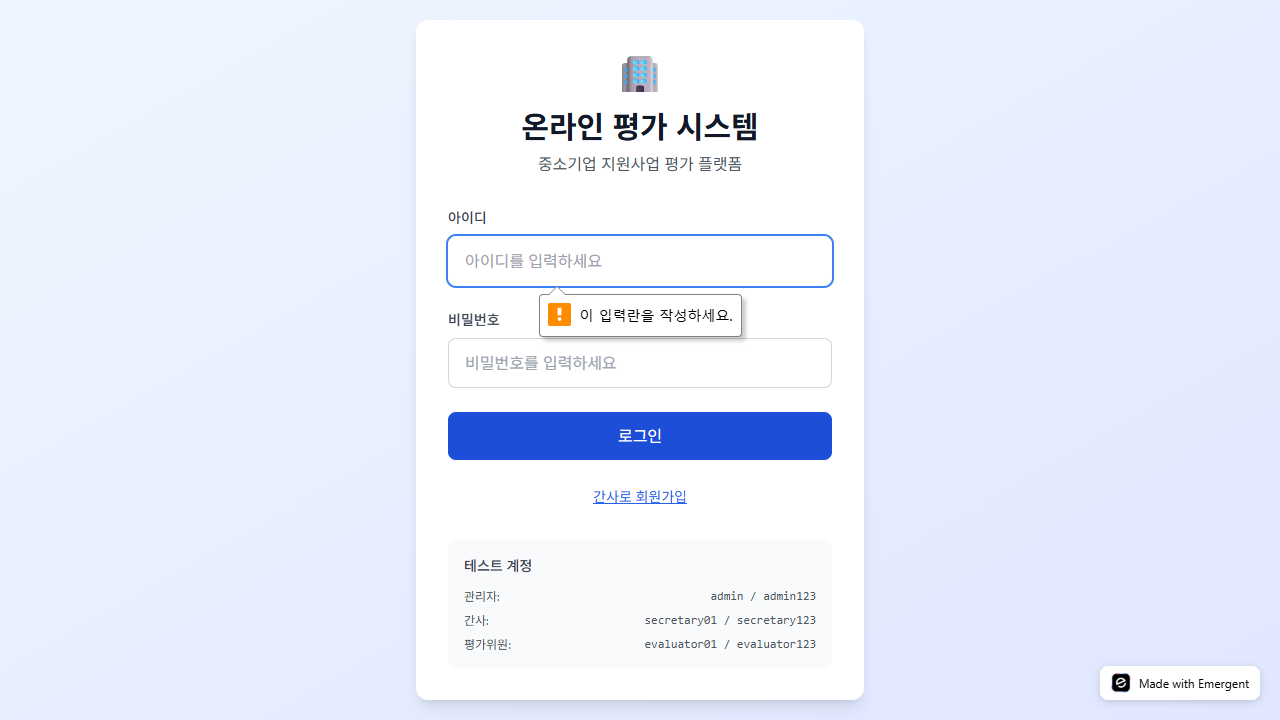 온라인 평가 시스템
중소기업 지원사업 평가 플랫폼
아이디
아이디를 입력하세요
이 입력란을 작성하세요.
비밀번호
비밀번호를 입력하세요
로그인
간사로 회원가입
테스트 계정
관리자: admin / admin123
간사: secretary01 / secretary123
평가위원: evaluator01 / evaluator123
Made with Emergent